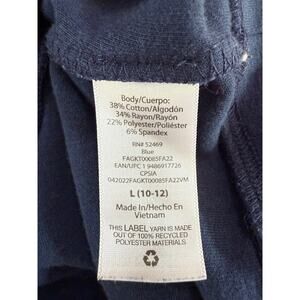 Body/Cuerpo:
38% Cotton/Algodón
34% Rayon/Rayón
22% Polyester/Poliéster
6% Spandex
RN# 52469
Blue
FAGKT00085FA22
EAN/UPC 1 9486917726
CPSIA
042022FAGKT00085FA22VM
L (10-12)
Made In/Hecho En
Vietnam
THIS LABEL YARN IS MADE
OUT OF 100% RECYCLED
POLYESTER MATERIALS